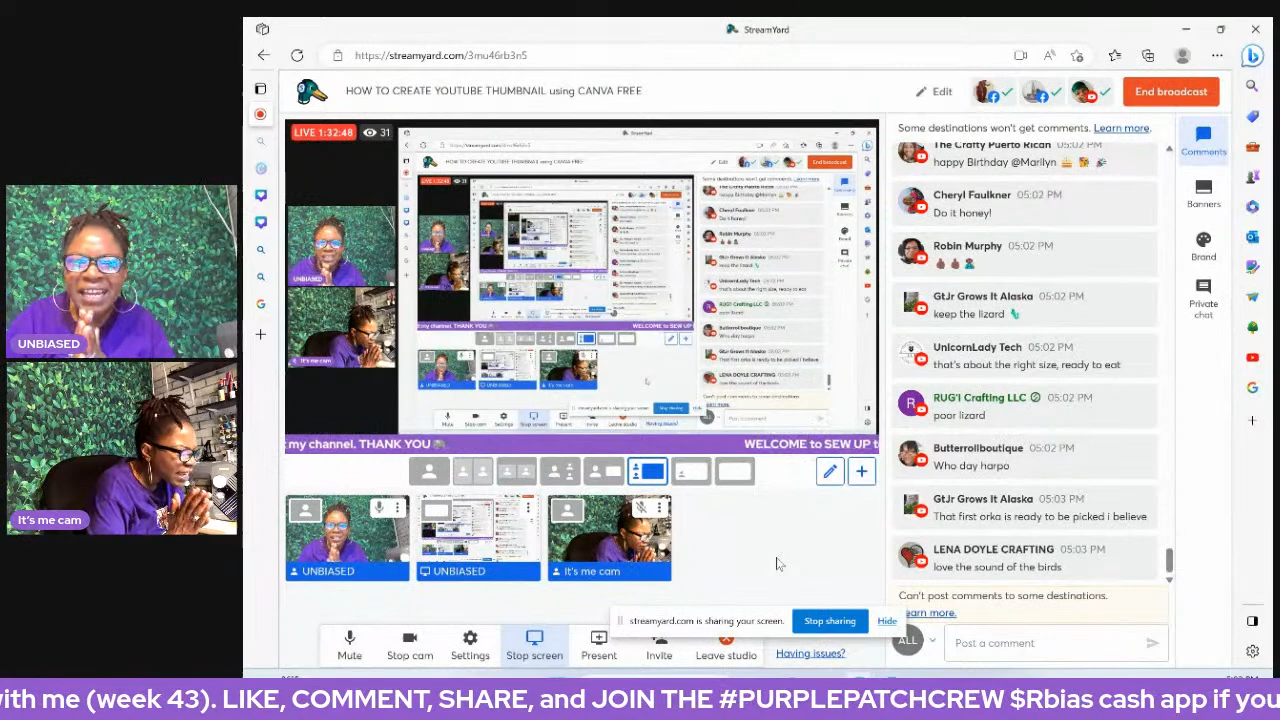 StreamYard
https://streamyard.com/3mu46rb3n5
HOW TO CREATE YOUTUBE THUMBNAIL using CANVA FREE
Edit
End broadcast
LIVE 1:32:48 31
UNBIASED
It's me cam
my channel. THANK YOU
WELCOME to SEW UP t
UNBIASED
UNBIASED
It's me cam
streamyard.com is sharing your screen.
Stop sharing
Hide
Mute
Stop cam
Settings
Stop screen
Present
Invite
Leave studio
Having issues?
Some destinations won't get comments. Learn more.
Puerto Rican 05:02 PM
happy Birthday @Marilyn
Cheryl Faulkner 05:02 PM
Do it honey!
Robin Murphy 05:02 PM
GtJr Grows It Alaska 05:02 PM
keep the lizard
UnicornLady Tech 05:02 PM
that's about the right size, ready to eat
RUG1 Crafting LLC 05:02 PM
poor lizard
Butterrollboutique 05:02 PM
Who day harpo
GtJr Grows It Alaska 05:03 PM
That first orka is ready to be picked i believe
LENA DOYLE CRAFTING 05:03 PM
love the sound of the birds
Can't post comments to some destinations.
earn more.
ALL
Post a comment
Comments
Banners
Brand
Private
chat
with me (week 43). LIKE, COMMENT, SHARE, and JOIN THE #PURPLEPATCHCREW $Rbias cash app if you